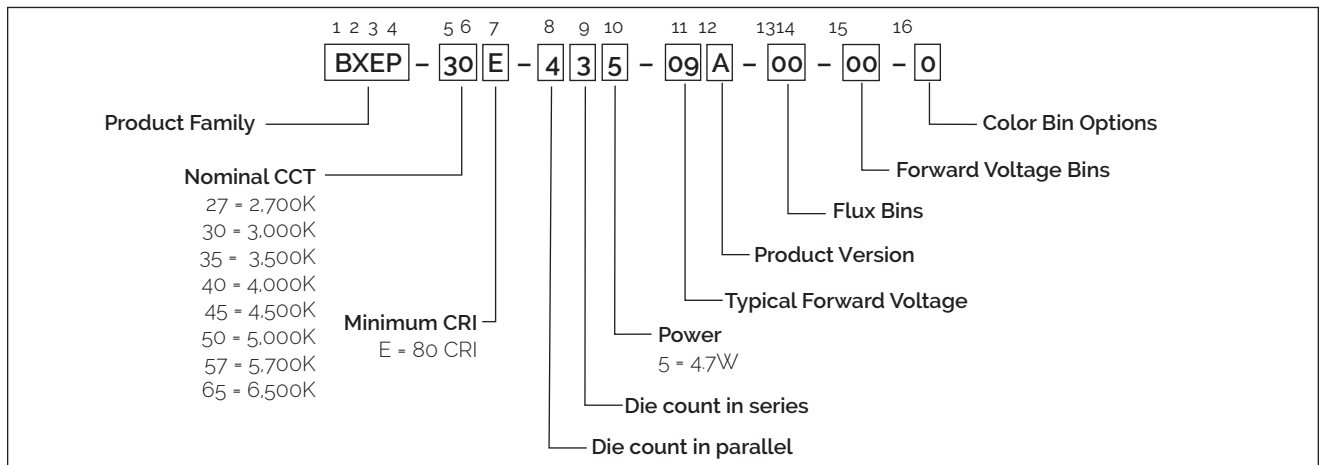 1 2 3 4 5 6 7 8 9 10 11 12 1314 15 16
BXEP - 30 E - 4 3 5 - 09 A - 00 - 00 - 0
Product Family
Color Bin Options
Nominal CCT
27 = 2,700K
30 = 3,000K
35 = 3,500K
40 = 4,000K
45 = 4,500K
50 = 5,000K
57 = 5,700K
65 = 6,500K
Forward Voltage Bins
Flux Bins
Product Version
Typical Forward Voltage
Minimum CRI
E = 80 CRI
Power
5 = 4.7W
Die count in series
Die count in parallel